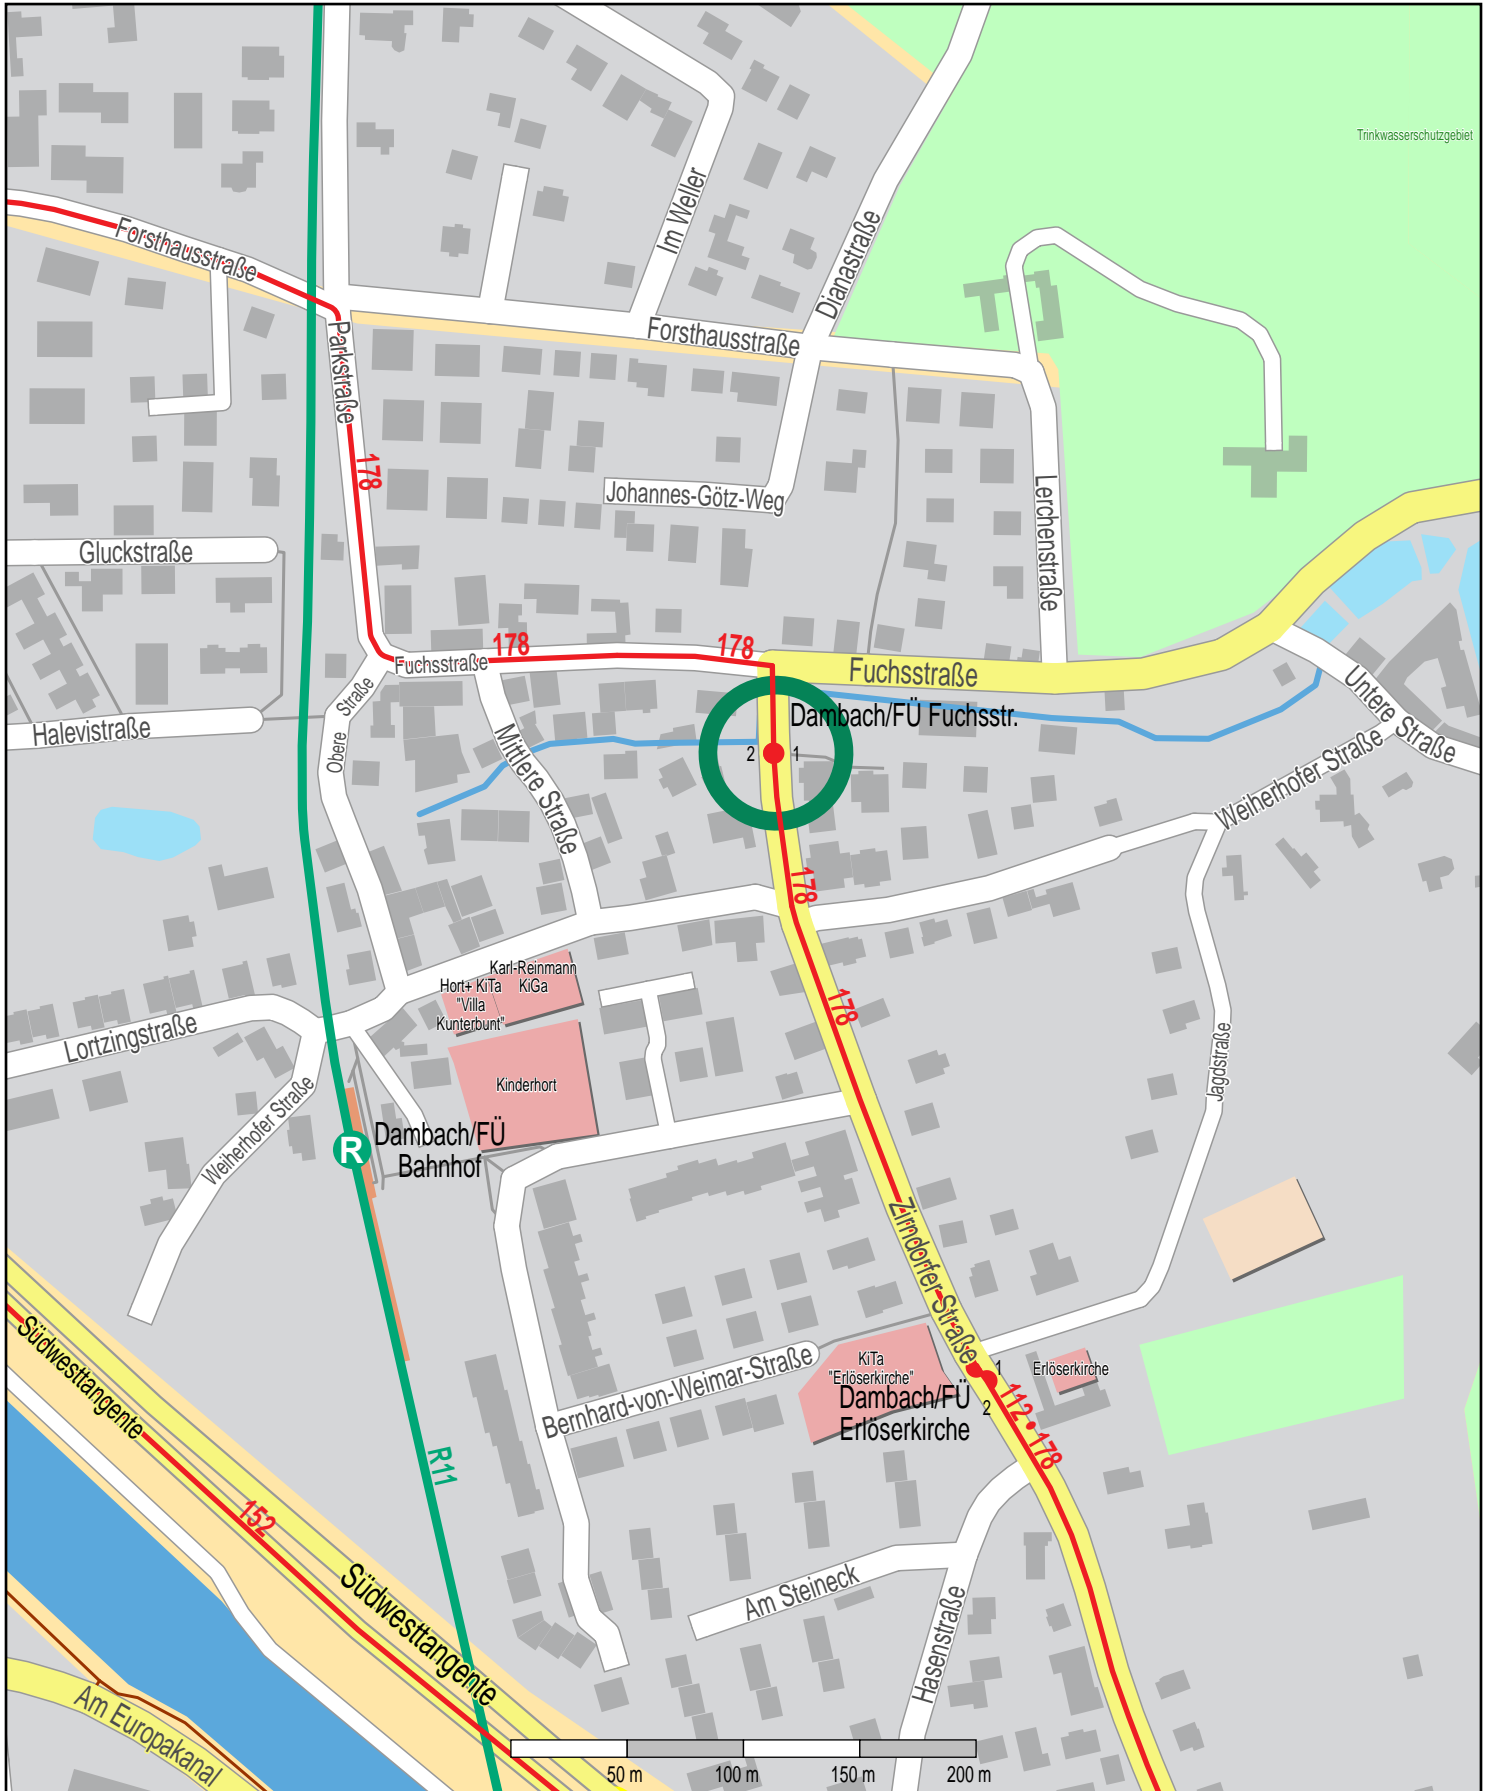 Trinkwasserschutzgebiet
Im Weller
Dianastraße
Forsthausstraße
Forsthausstraße
Parkstraße
178
Johannes-Götz-Weg
Lerchenstraße
Gluckstraße
178
178
Fuchsstraße
Fuchsstraße
Untere Straße
Obere
Straße
Halevistraße
Mittlere Straße
Dambach/FÜ Fuchsstr.
2
1
Weiherhofer Straße
178
Karl-Reinmann
KiGa
Hort+ KiTa
"Villa
Kunterbunt"
178
Lortzingstraße
Kinderhort
Jagdstraße
Weiherhofer Straße
R
Dambach/FÜ
Bahnhof
Zirndorfer Straße
Südwesttangente
KiTa
"Erlöserkirche"
1
Erlöserkirche
Bernhard-von-Weimar-Straße
Dambach/FÜ
Erlöserkirche
2
112•178
R11
152
Südwesttangente
Am Steineck
Hasenstraße
Am Europakanal
50 m
100 m
150 m
200 m